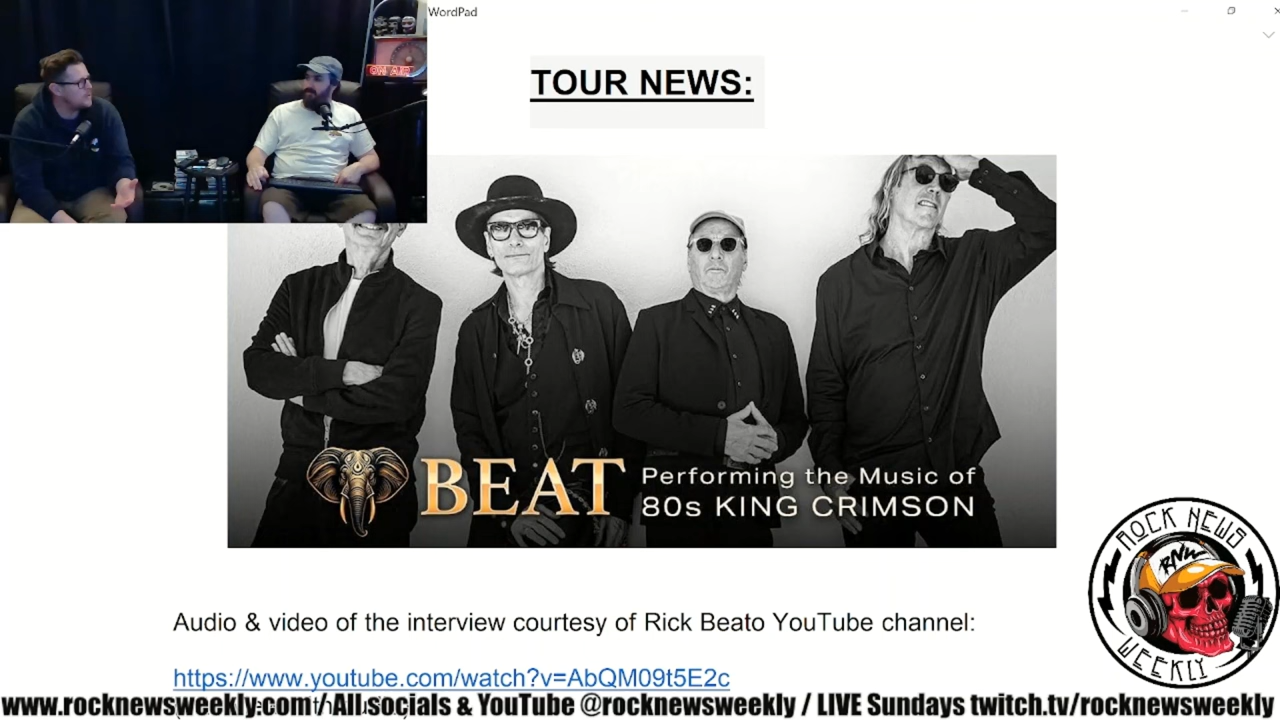 WordPad
ON AIR
TOUR NEWS:
BEAT Performing the Music of
80s KING CRIMSON
Audio & video of the interview courtesy of Rick Beato YouTube channel:
https://www.youtube.com/watch?v=AbQM09t5E2c
ROCK NEWS
RNW
WEEKLY
www.rocknewsweekly.com / All socials & YouTube @rocknewsweekly / LIVE Sundays twitch.tv/rocknewsweekly